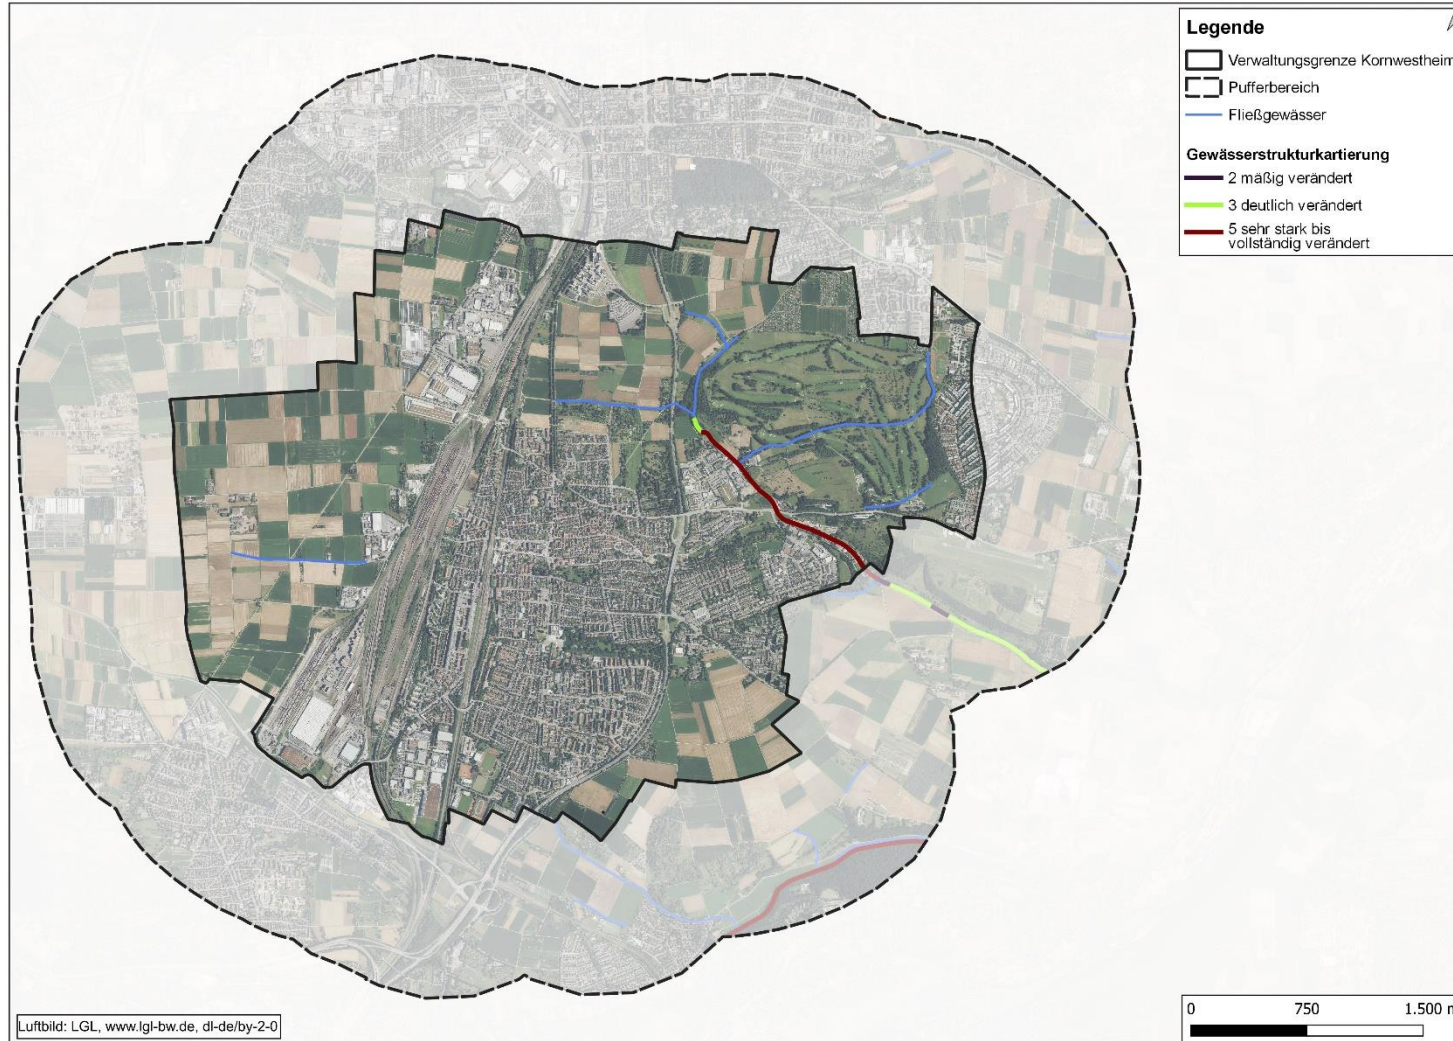 Legende
Verwaltungsgrenze Kornwestheim
Pufferbereich
Fließgewässer
Gewässerstrukturkartierung
2 mäßig verändert
3 deutlich verändert
5 sehr stark bis
vollständig verändert
Luftbild: LGL, www.lgl-bw.de, dl-de/by-2-0
0 750 1.500 m